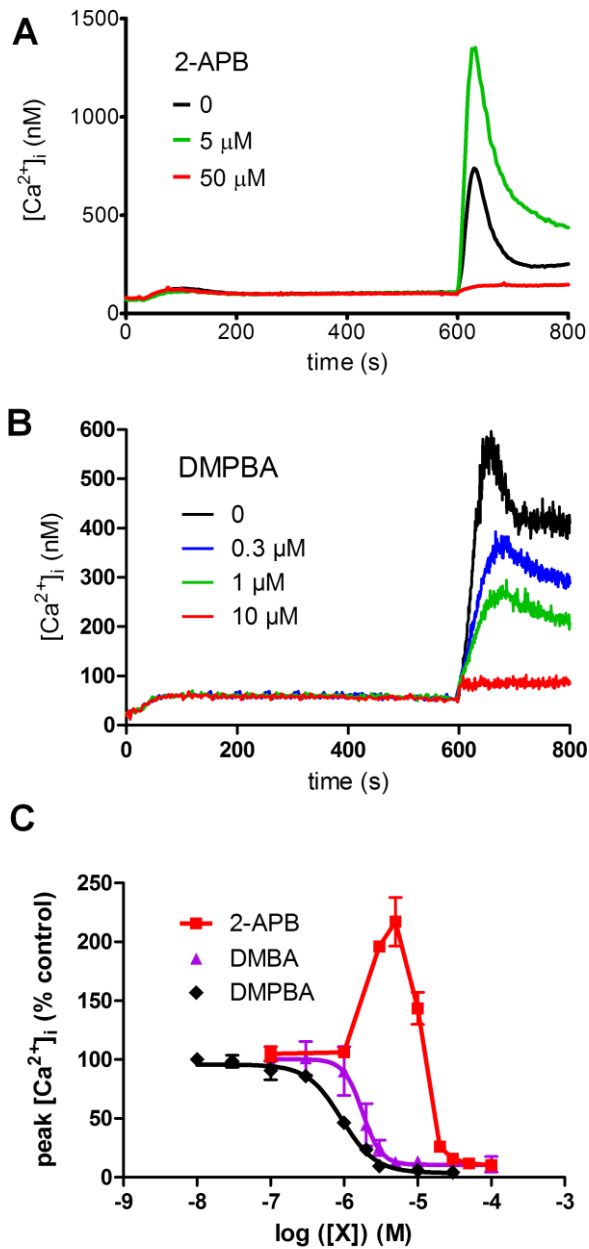 A
2-APB
0
5 μM
50 μM
1500
1000
500
0
[Ca²⁺]ᵢ (nM)
0 200 400 600 800
time (s)
B
DMPBA
0
0.3 μM
1 μM
10 μM
600
500
400
300
200
100
0
[Ca²⁺]ᵢ (nM)
0 200 400 600 800
time (s)
C
2-APB
DMBA
DMPBA
250
200
150
100
50
0
peak [Ca²⁺]ᵢ (% control)
-9 -8 -7 -6 -5 -4 -3
log ([X]) (M)